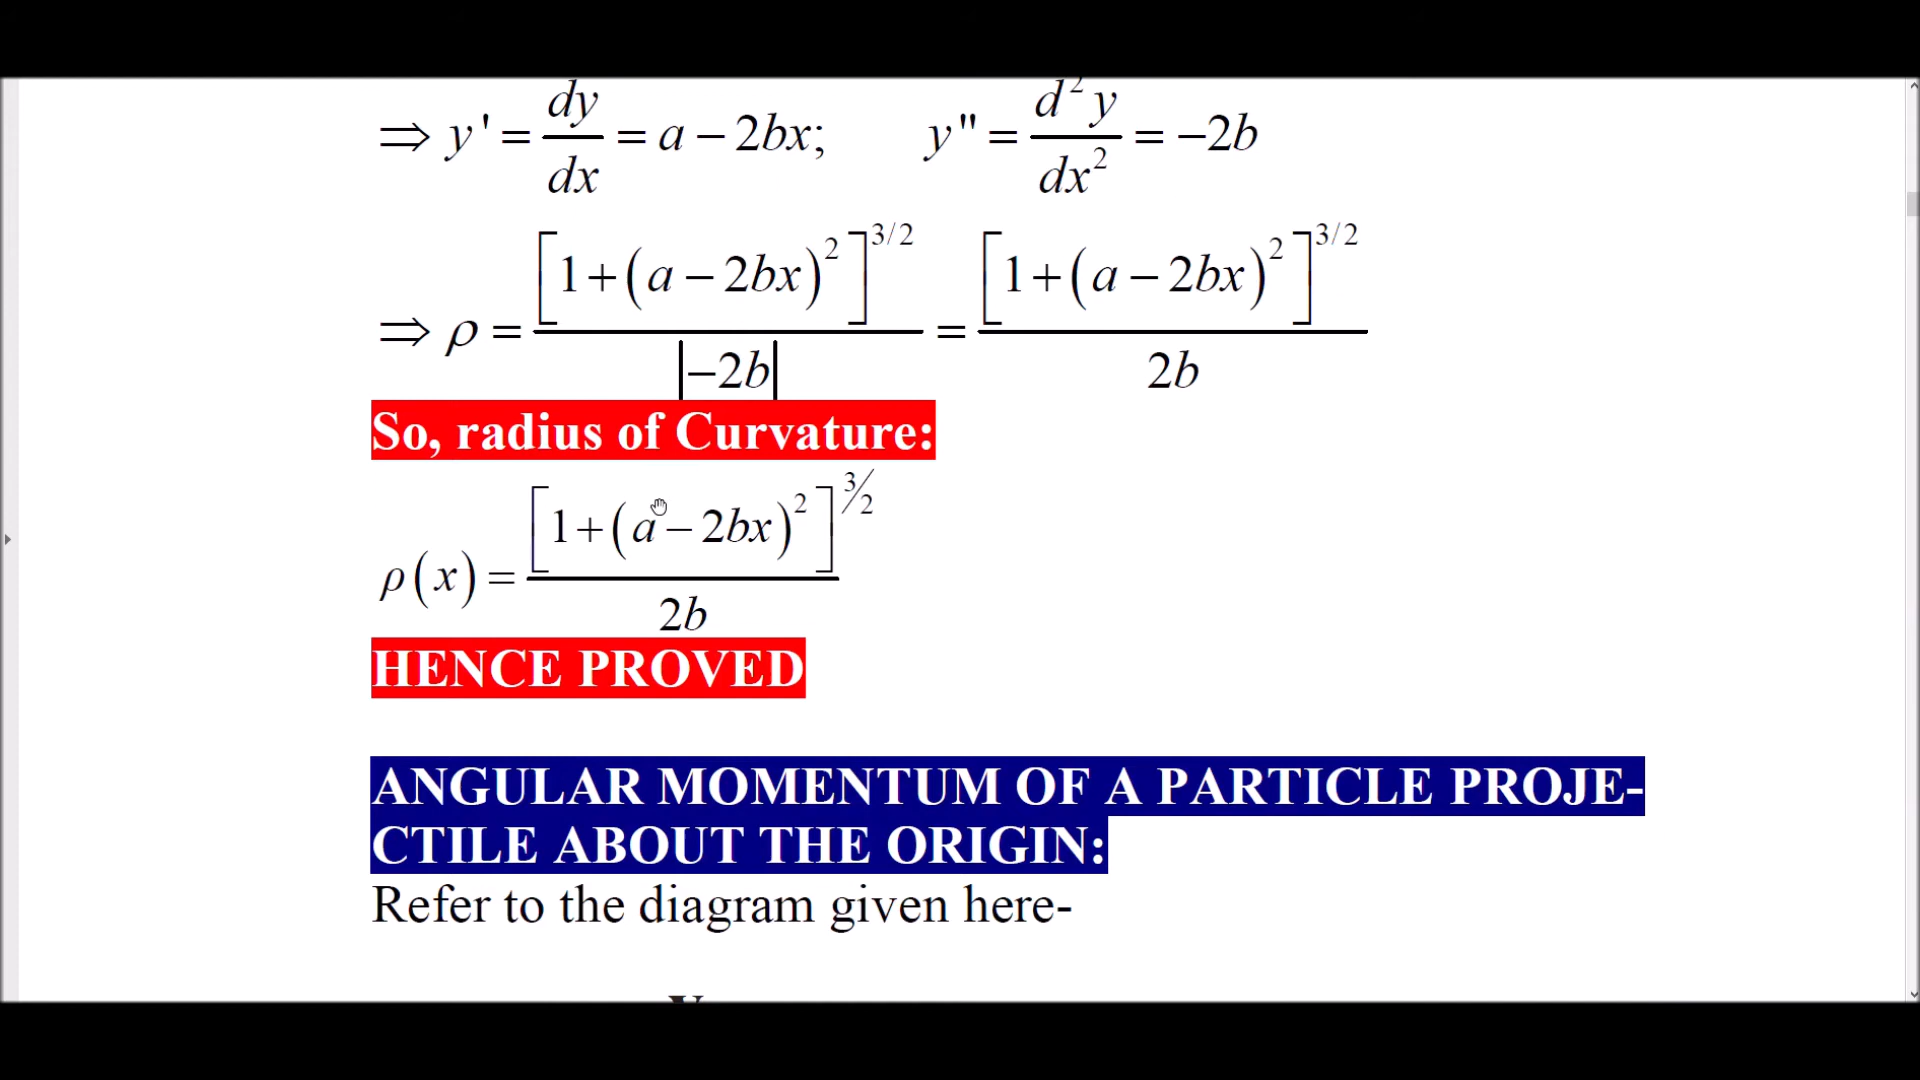 ⇒ y' = dy/dx = a − 2bx; y" = d²y/dx² = −2b
⇒ ρ = [1 + (a − 2bx)²]^3/2 / |−2b| = [1 + (a − 2bx)²]^3/2 / 2b
So, radius of Curvature:
ρ(x) = [1 + (a − 2bx)²]^3/2 / 2b
HENCE PROVED
ANGULAR MOMENTUM OF A PARTICLE PROJE-
CTILE ABOUT THE ORIGIN:
Refer to the diagram given here-